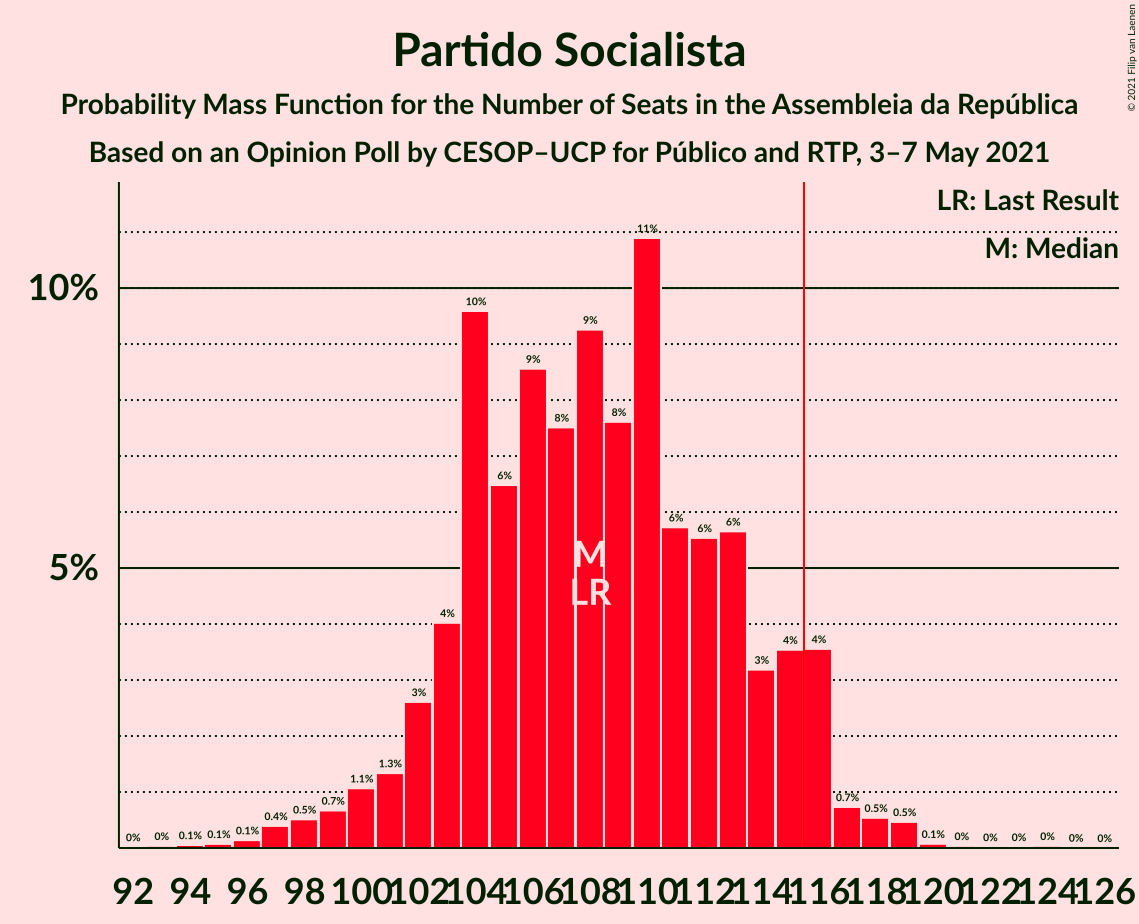 Partido Socialista
Probability Mass Function for the Number of Seats in the Assembleia da República
Based on an Opinion Poll by CESOP–UCP for Público and RTP, 3–7 May 2021
© 2021 Filip van Laenen
LR: Last Result
M: Median
10%
5%
0% 0% 0.1% 0.1% 0.1% 0.4% 0.5% 0.7% 1.1% 1.3% 3% 4% 10% 6% 9% 8% 9% 8% 11% 6% 6% 6% 3% 4% 4% 0.7% 0.5% 0.5% 0.1% 0% 0% 0% 0% 0% 0%
M
LR
92 94 96 98 100 102 104 106 108 110 112 114 116 118 120 122 124 126